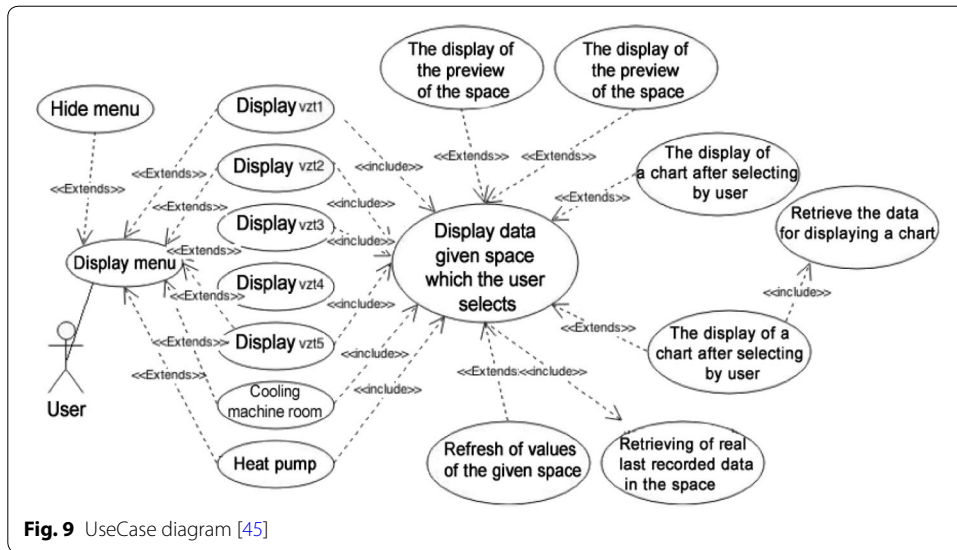 The display of
the preview
of the space
The display of
the preview
of the space
Hide menu
Display vzt1
<<Extends>>
<<Extends>>
<<include>>
<<Extends>>
<<Extends>>
The display of
a chart after selecting
by user
Display vzt2
<<Extends>>
<<Extends>>
<<include>>
Display vzt3
<<Extends>>
<<include>>
Retrieve the data
for displaying a chart
Display menu
Display data
given space
which the user
selects
Display vzt4
<<Extends>>
<<include>>
<<include>>
<<Extends>>
Display vzt5
<<Extends>>
<<include>>
The display of a
chart after selecting
by user
User
<<Extends>>
Cooling
machine room
<<include>>
<<Extends
<<include>>
Heat pump
Refresh of values
of the given space
Retrieving of real
last recorded data
in the space
Fig. 9 UseCase diagram [45]